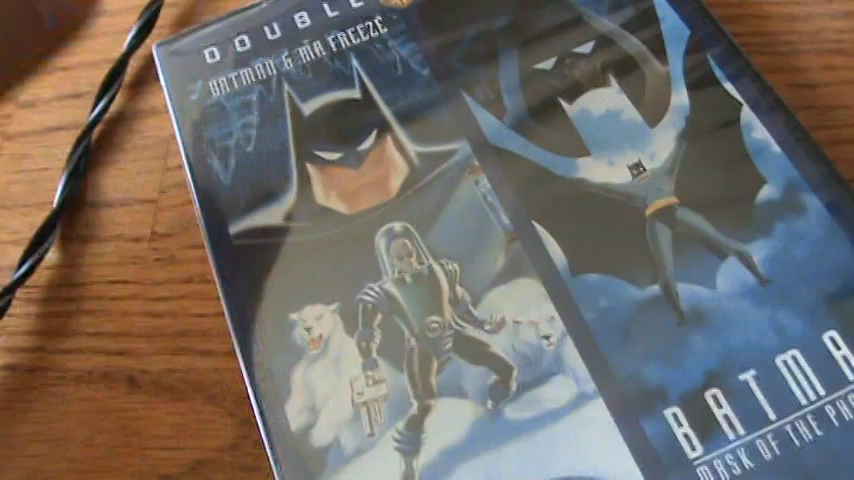 DOUBLE
BATMAN & MR FREEZE
BATMA
MASK OF THE PHA